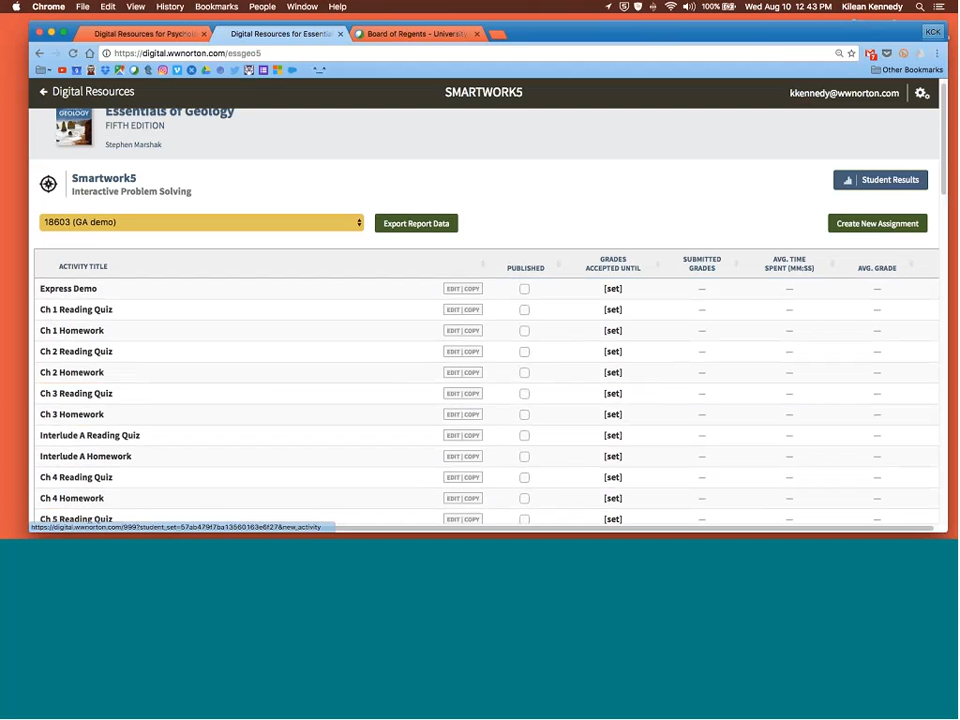 Chrome File Edit View History Bookmarks People Window Help 100% Wed Aug 10 12:43 PM Kilean Kennedy
Digital Resources for Psychol Digital Resources for Essenti Board of Regents - Universit KCK
https://digital.wwnorton.com/essgeo5
Other Bookmarks
Digital Resources SMARTWORK5 kkennedy@wwnorton.com
GEOLOGY Essentials of Geology
FIFTH EDITION
Stephen Marshak
Smartwork5 Student Results
Interactive Problem Solving
18603 (GA demo) Export Report Data Create New Assignment
ACTIVITY TITLE PUBLISHED GRADES ACCEPTED UNTIL SUBMITTED GRADES AVG. TIME SPENT (MM:SS) AVG. GRADE
Express Demo EDIT | COPY [set] — — —
Ch 1 Reading Quiz EDIT | COPY [set] — — —
Ch 1 Homework EDIT | COPY [set] — — —
Ch 2 Reading Quiz EDIT | COPY [set] — — —
Ch 2 Homework EDIT | COPY [set] — — —
Ch 3 Reading Quiz EDIT | COPY [set] — — —
Ch 3 Homework EDIT | COPY [set] — — —
Interlude A Reading Quiz EDIT | COPY [set] — — —
Interlude A Homework EDIT | COPY [set] — — —
Ch 4 Reading Quiz EDIT | COPY [set] — — —
Ch 4 Homework EDIT | COPY [set] — — —
Ch 5 Reading Quiz EDIT | COPY [set] — — —